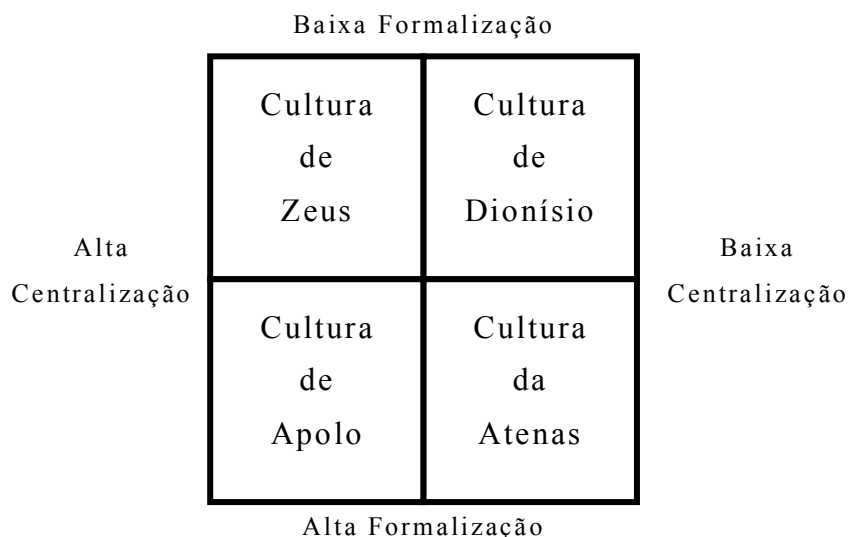 Baixa Formalização
Cultura
de
Zeus
Cultura
de
Dionísio
Alta
Centralização
Baixa
Centralização
Cultura
de
Apolo
Cultura
da
Atenas
Alta Formalização